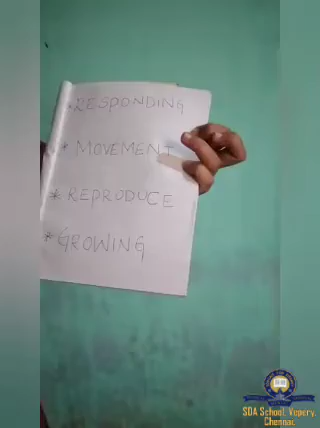 *RESPONDING
* MOVEMENT
* REPRODUCE
* GROWING
SDA School, Vepery,
Chennai.